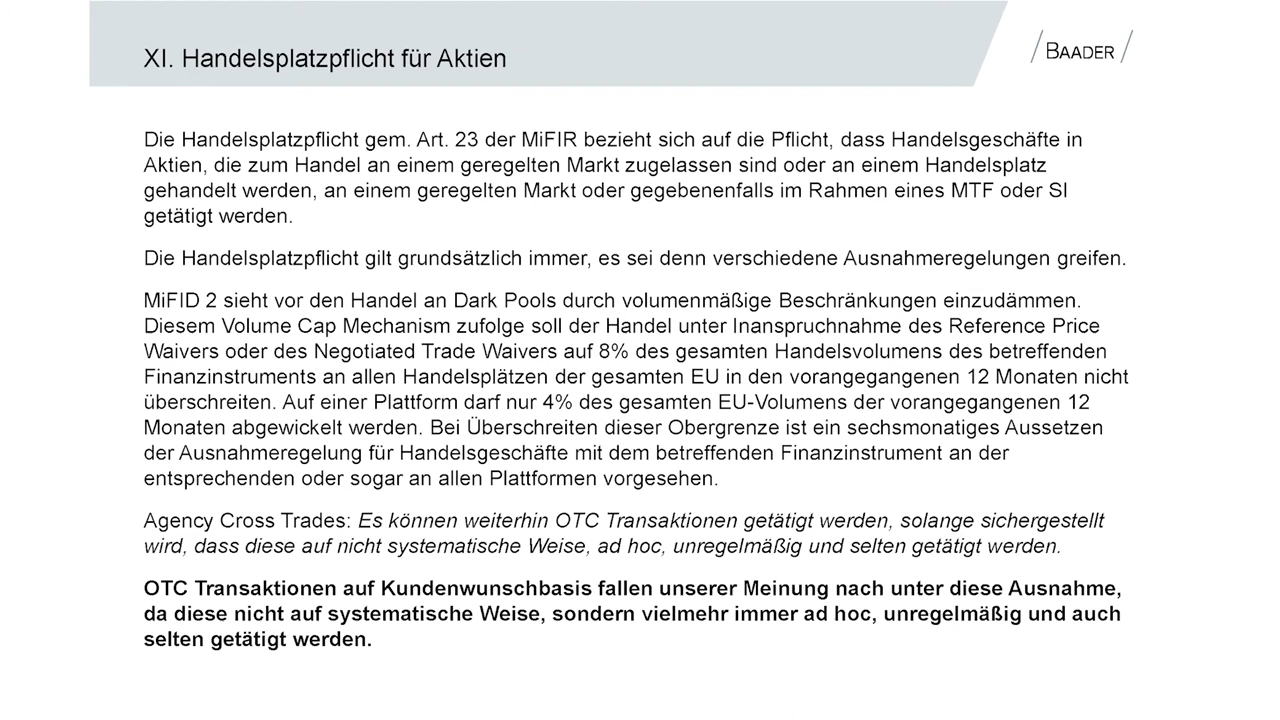 XI. Handelsplatzpflicht für Aktien
/ BAADER /
Die Handelsplatzpflicht gem. Art. 23 der MiFIR bezieht sich auf die Pflicht, dass Handelsgeschäfte in
Aktien, die zum Handel an einem geregelten Markt zugelassen sind oder an einem Handelsplatz
gehandelt werden, an einem geregelten Markt oder gegebenenfalls im Rahmen eines MTF oder SI
getätigt werden.
Die Handelsplatzpflicht gilt grundsätzlich immer, es sei denn verschiedene Ausnahmeregelungen greifen.
MiFID 2 sieht vor den Handel an Dark Pools durch volumenmäßige Beschränkungen einzudämmen.
Diesem Volume Cap Mechanism zufolge soll der Handel unter Inanspruchnahme des Reference Price
Waivers oder des Negotiated Trade Waivers auf 8% des gesamten Handelsvolumens des betreffenden
Finanzinstruments an allen Handelsplätzen der gesamten EU in den vorangegangenen 12 Monaten nicht
überschreiten. Auf einer Plattform darf nur 4% des gesamten EU-Volumens der vorangegangenen 12
Monaten abgewickelt werden. Bei Überschreiten dieser Obergrenze ist ein sechsmonatiges Aussetzen
der Ausnahmeregelung für Handelsgeschäfte mit dem betreffenden Finanzinstrument an der
entsprechenden oder sogar an allen Plattformen vorgesehen.
Agency Cross Trades: Es können weiterhin OTC Transaktionen getätigt werden, solange sichergestellt
wird, dass diese auf nicht systematische Weise, ad hoc, unregelmäßig und selten getätigt werden.
OTC Transaktionen auf Kundenwunschbasis fallen unserer Meinung nach unter diese Ausnahme,
da diese nicht auf systematische Weise, sondern vielmehr immer ad hoc, unregelmäßig und auch
selten getätigt werden.